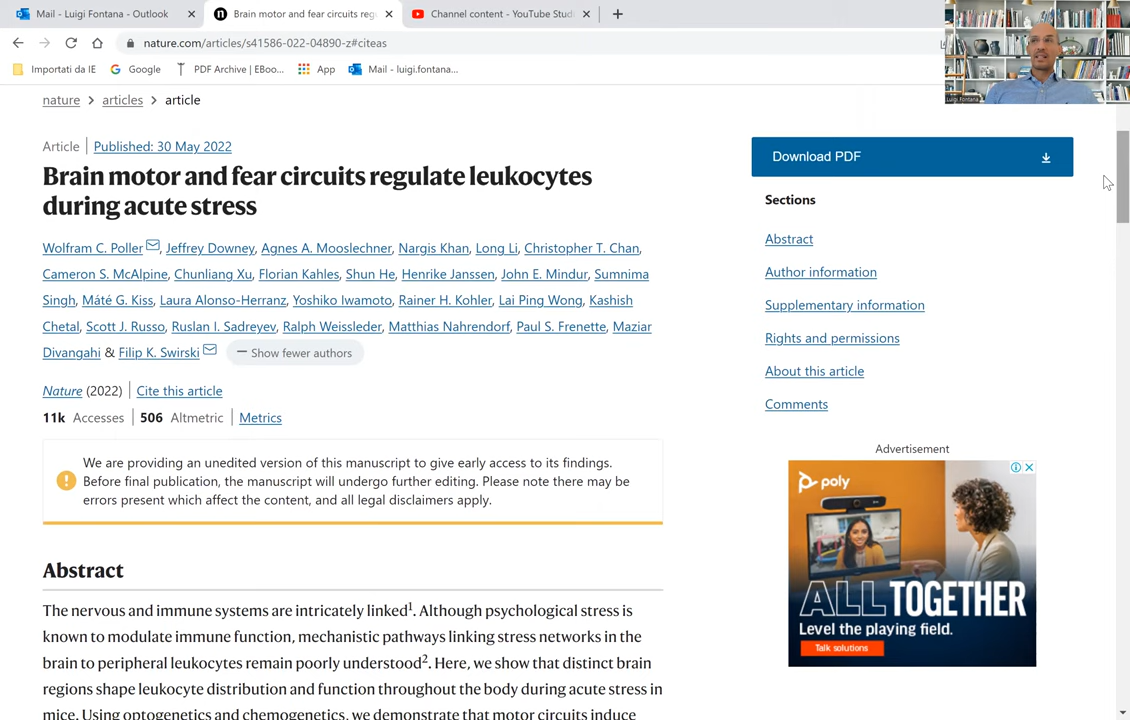 Mail - Luigi Fontana - Outlook
Brain motor and fear circuits reg
Channel content - YouTube Stud
nature.com/articles/s41586-022-04890-z#citeas
Importati da IE
Google
PDF Archive | EBoo...
App
Mail - luigi.fontana...
Luigi Fontana
nature > articles > article
Article | Published: 30 May 2022
Brain motor and fear circuits regulate leukocytes
during acute stress
Wolfram C. Poller, Jeffrey Downey, Agnes A. Mooslechner, Nargis Khan, Long Li, Christopher T. Chan,
Cameron S. McAlpine, Chunliang Xu, Florian Kahles, Shun He, Henrike Janssen, John E. Mindur, Sumnima
Singh, Máté G. Kiss, Laura Alonso-Herranz, Yoshiko Iwamoto, Rainer H. Kohler, Lai Ping Wong, Kashish
Chetal, Scott J. Russo, Ruslan I. Sadreyev, Ralph Weissleder, Matthias Nahrendorf, Paul S. Frenette, Maziar
Divangahi & Filip K. Swirski — Show fewer authors
Nature (2022) | Cite this article
11k Accesses | 506 Altmetric | Metrics
We are providing an unedited version of this manuscript to give early access to its findings.
Before final publication, the manuscript will undergo further editing. Please note there may be
errors present which affect the content, and all legal disclaimers apply.
Abstract
The nervous and immune systems are intricately linked¹. Although psychological stress is
known to modulate immune function, mechanistic pathways linking stress networks in the
brain to peripheral leukocytes remain poorly understood². Here, we show that distinct brain
regions shape leukocyte distribution and function throughout the body during acute stress in
mice. Using optogenetics and chemogenetics, we demonstrate that motor circuits induce
Download PDF
Sections
Abstract
Author information
Supplementary information
Rights and permissions
About this article
Comments
Advertisement
poly
ALL TOGETHER
Level the playing field.
Talk solutions